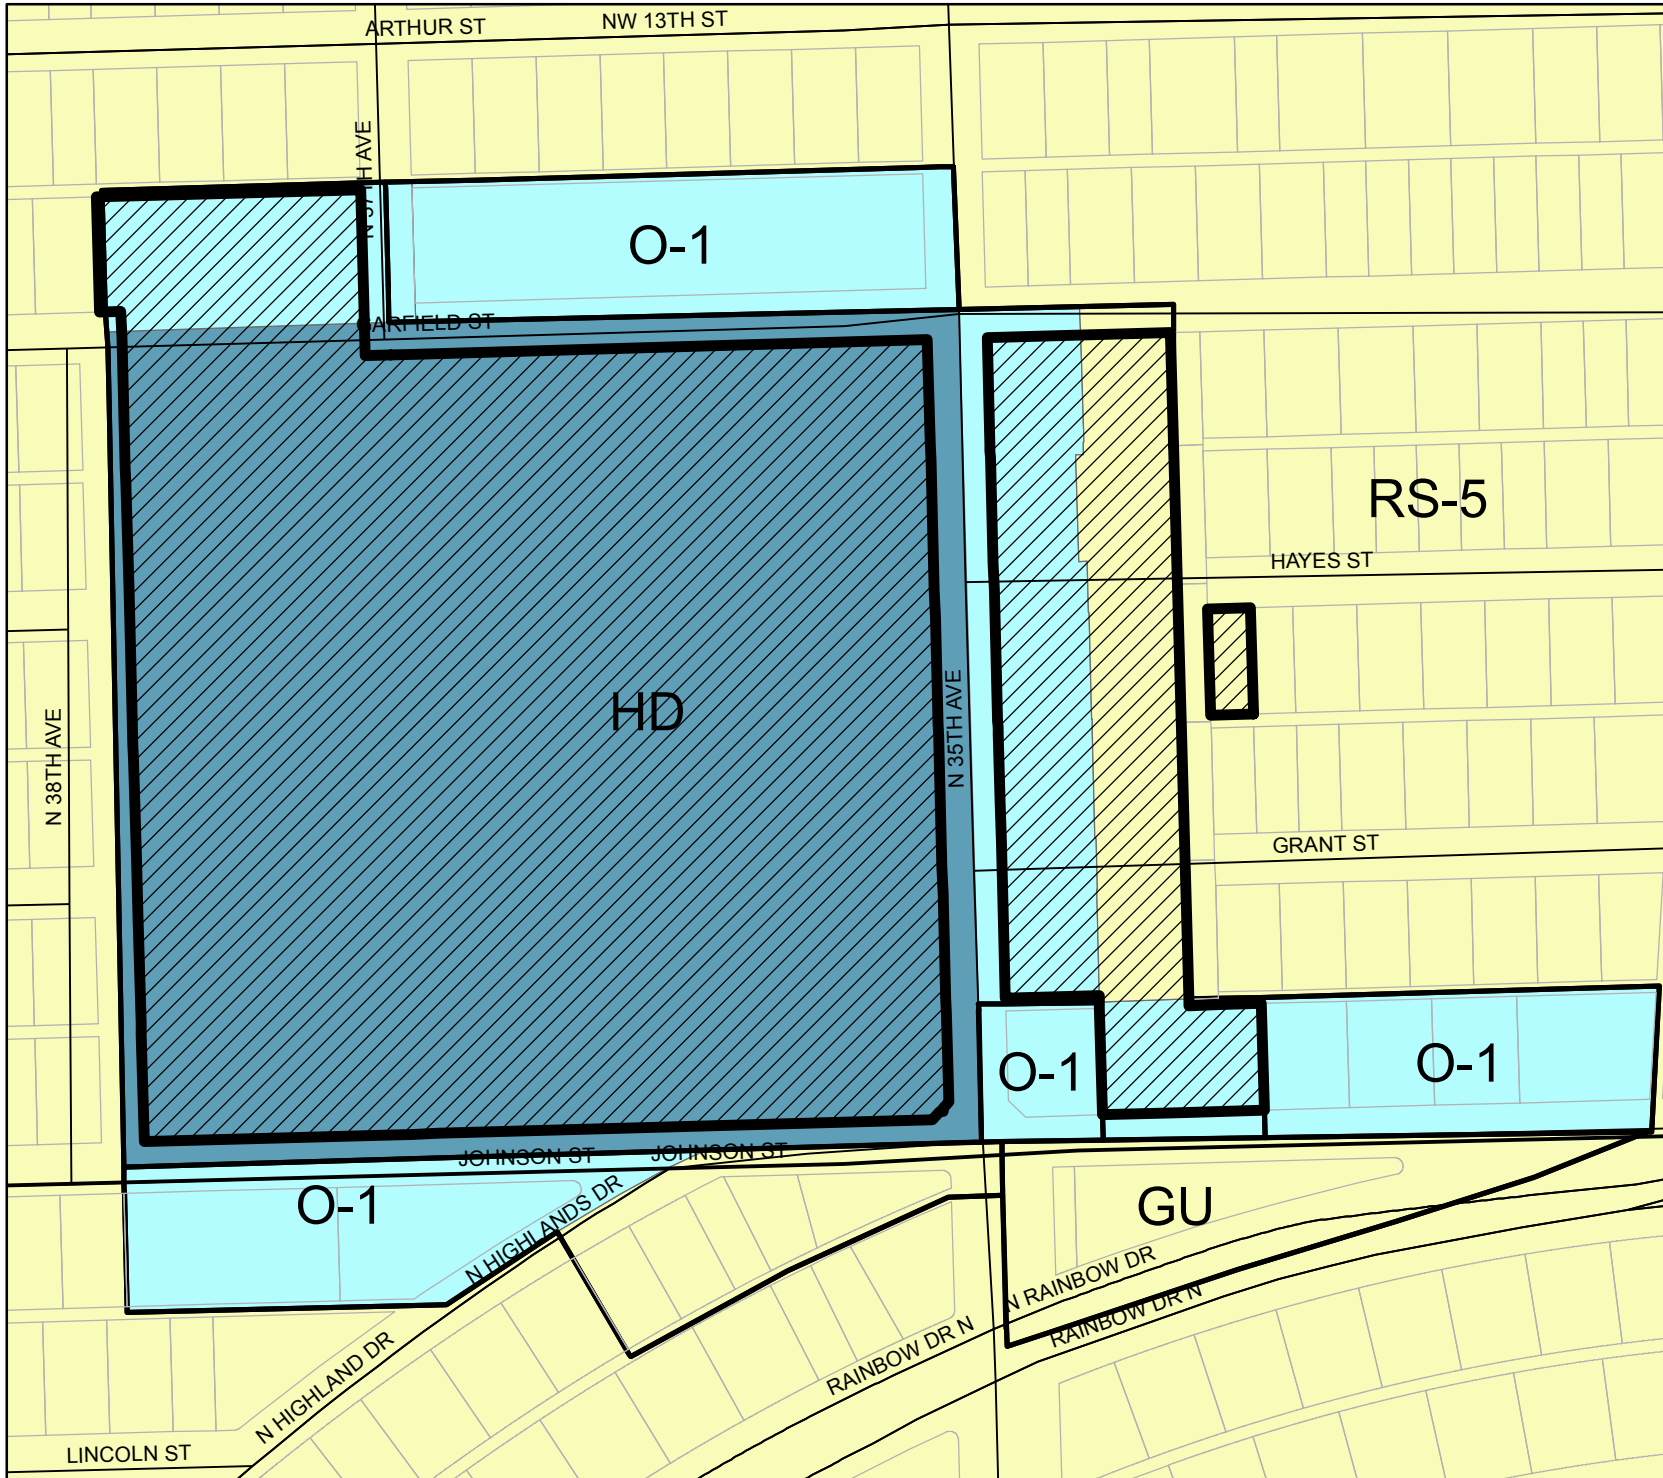 ARTHUR ST
NW 13TH ST
N 37TH AVE
O-1
GARFIELD ST
RS-5
HAYES ST
HD
N 35TH AVE
N 38TH AVE
GRANT ST
O-1
O-1
JOHNSON ST
JOHNSON ST
O-1
GU
N HIGHLANDS DR
N RAINBOW DR
RAINBOW DR N
RAINBOW DR N
N HIGHLAND DR
LINCOLN ST